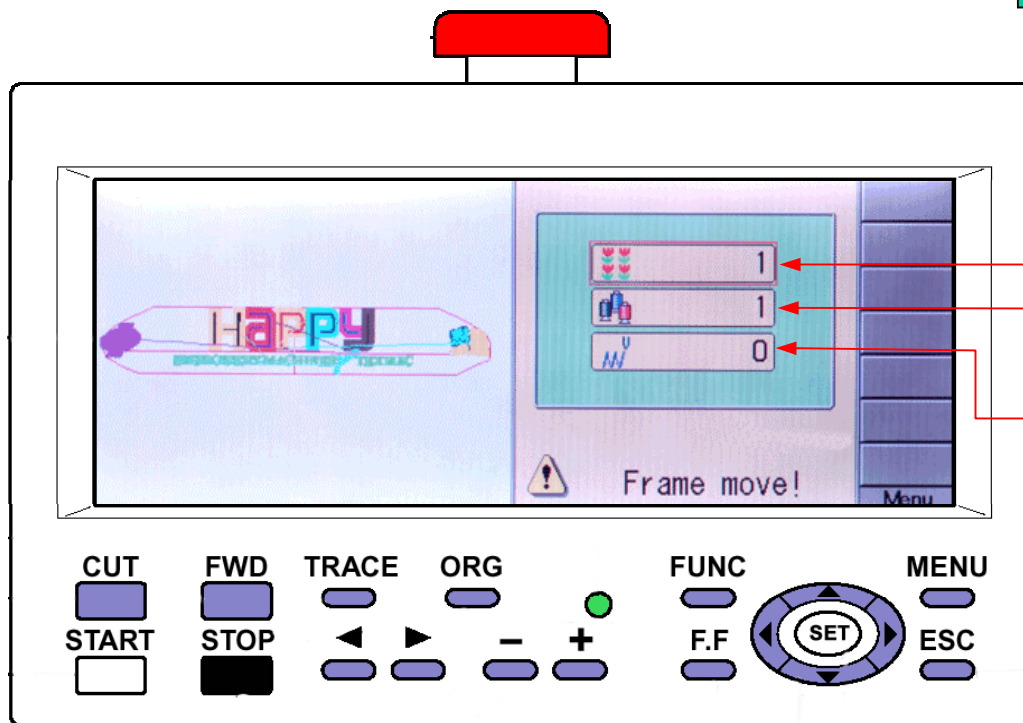 HAPPY
1
1
0
Frame move!
Menu
CUT FWD TRACE ORG FUNC MENU
START STOP ◀ ▶ – + F.F SET ESC